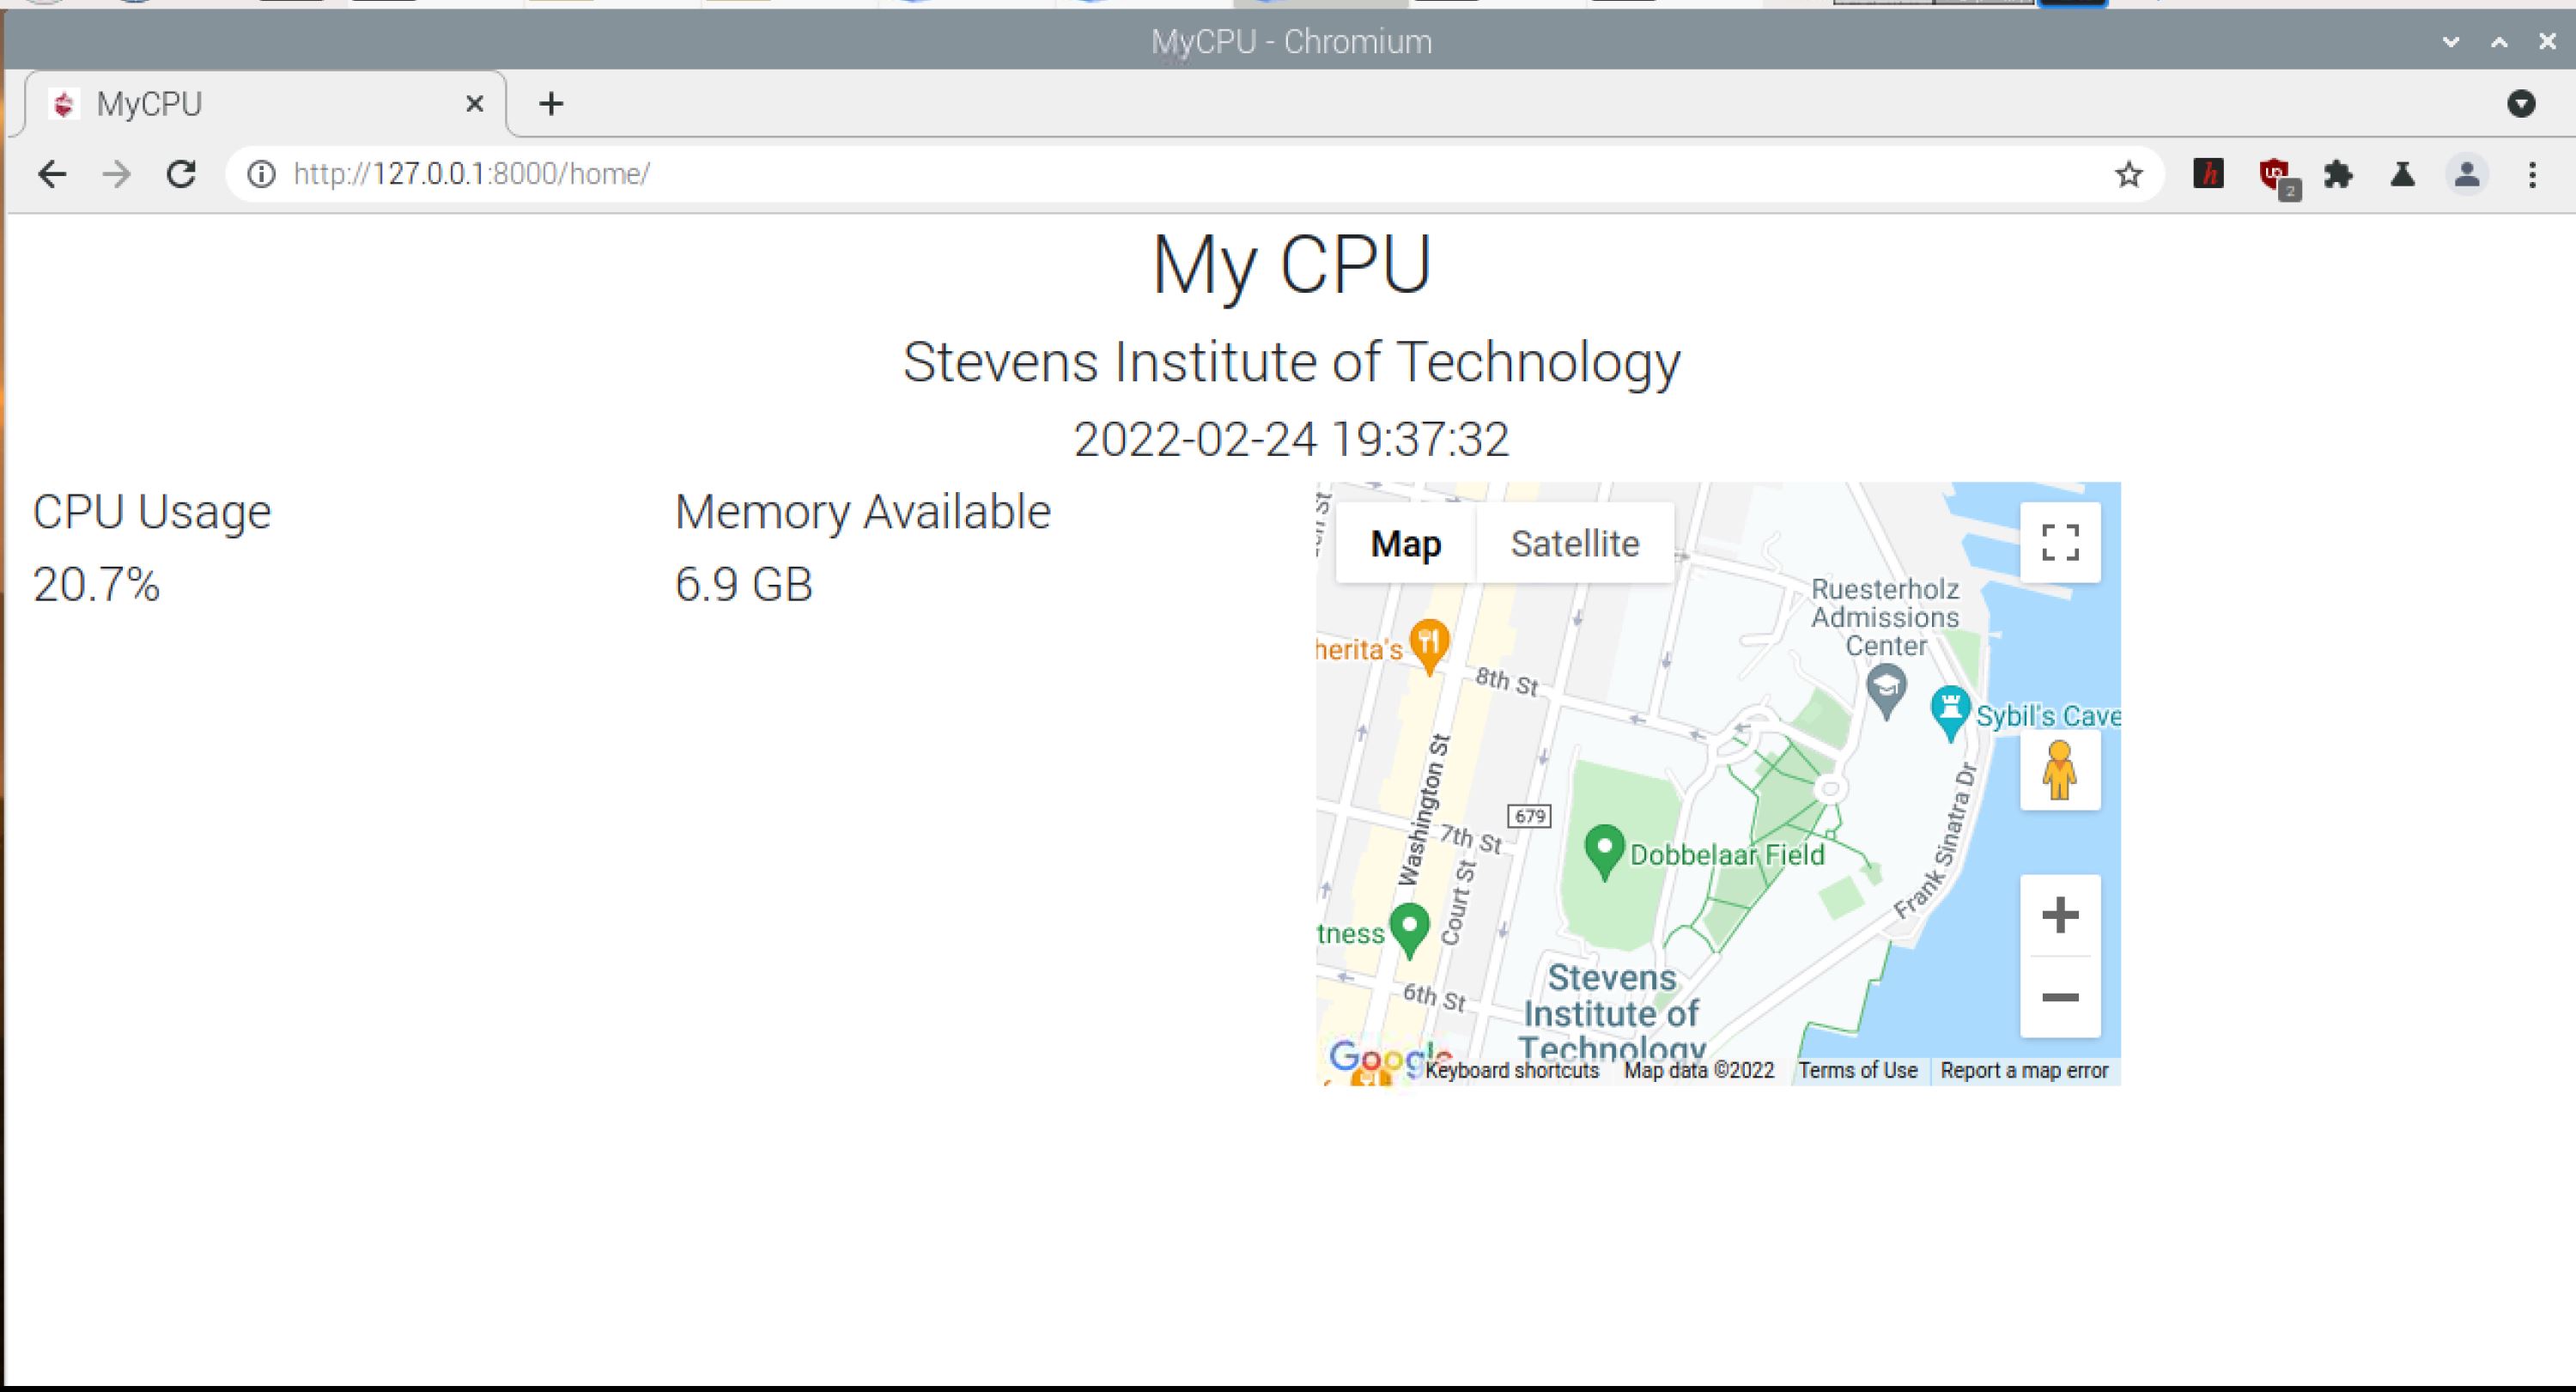 MyCPU - Chromium
MyCPU
http://127.0.0.1:8000/home/
2
My CPU
Stevens Institute of Technology
2022-02-24 19:37:32
CPU Usage
20.7%
Memory Available
6.9 GB
Map
Satellite
Ruesterholz
Admissions
Center
herita's
8th St
Sybil's Cave
Washington St
679
7th St
Dobbelaar Field
Court St
Frank Sinatra Dr
tness
6th St
Stevens
Institute of
Technology
Google
Keyboard shortcuts
Map data ©2022
Terms of Use
Report a map error